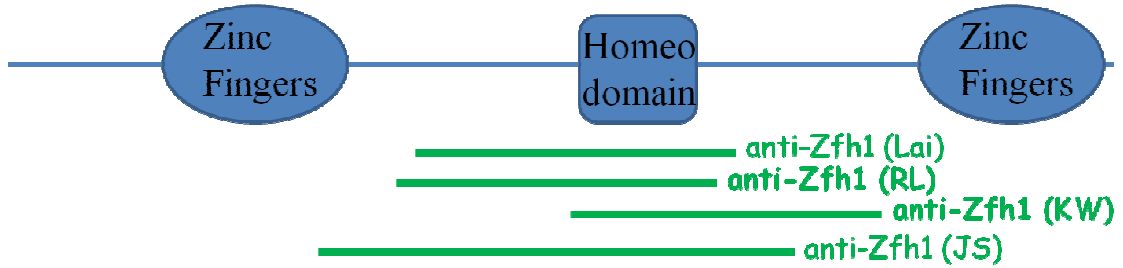 Zinc
Fingers
Homeo
domain
Zinc
Fingers
anti-Zfh1 (Lai)
anti-Zfh1 (RL)
anti-Zfh1 (KW)
anti-Zfh1 (JS)